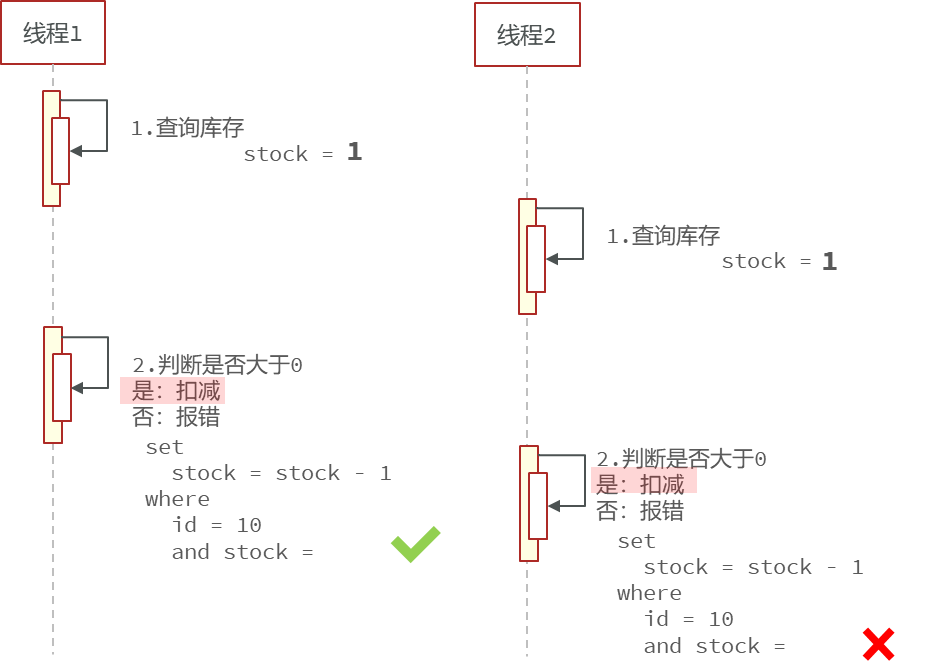 线程1
1.查询库存
stock = 1
2.判断是否大于0
是：扣减
否：报错
set
stock = stock - 1
where
id = 10
and stock =
线程2
1.查询库存
stock = 1
2.判断是否大于0
是：扣减
否：报错
set
stock = stock - 1
where
id = 10
and stock =